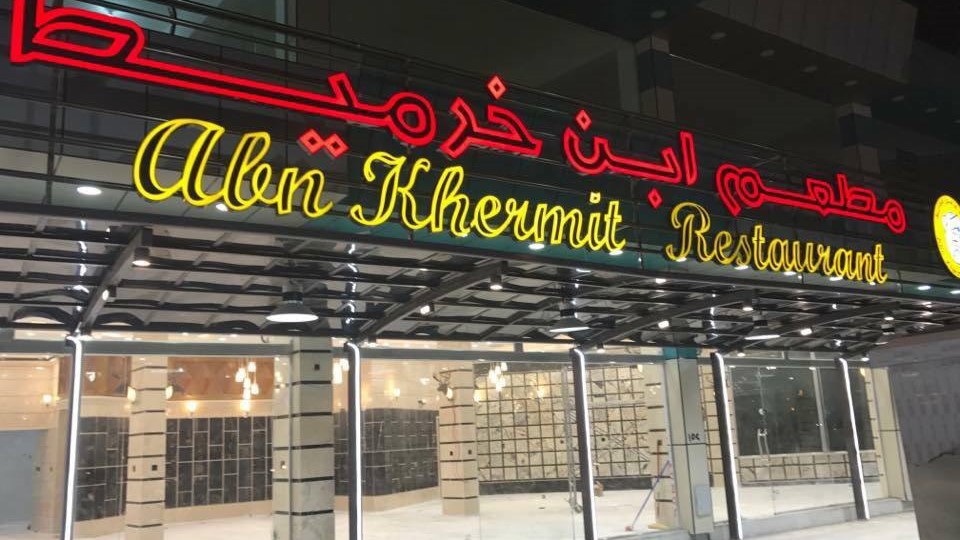 مطعم ابن خرميط
Abn Khermit Restaurant